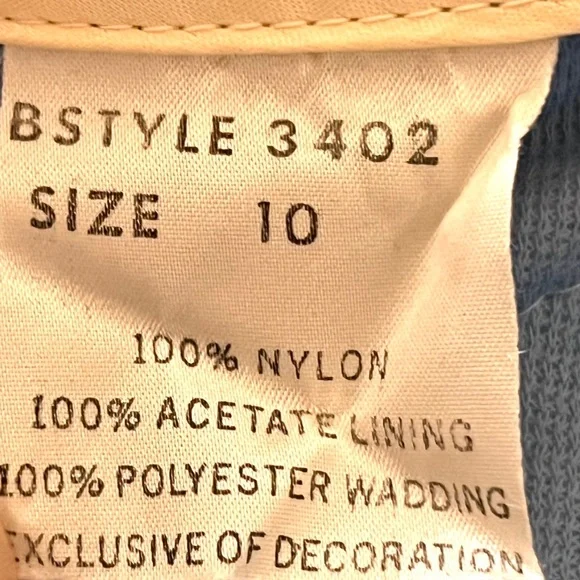 BSTYLE 3402
SIZE 10
100% NYLON
100% ACETATE LINING
100% POLYESTER WADDING
EXCLUSIVE OF DECORATION